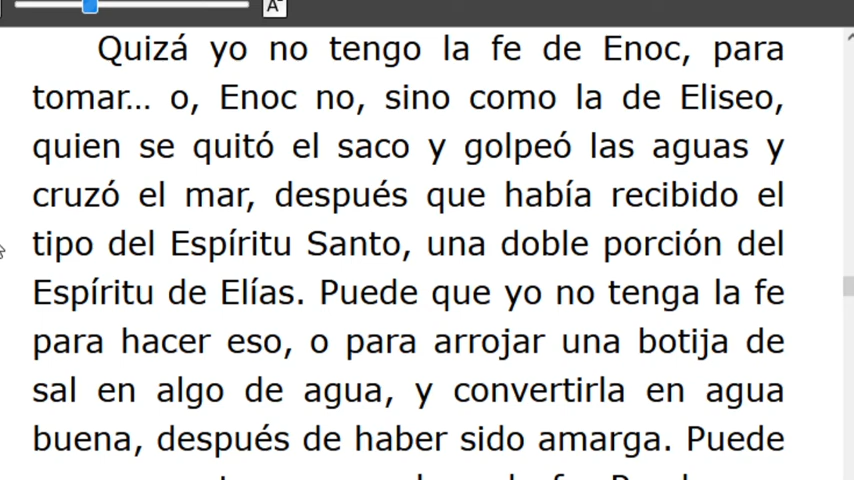 A
Quizá yo no tengo la fe de Enoc, para
tomar... o, Enoc no, sino como la de Eliseo,
quien se quitó el saco y golpeó las aguas y
cruzó el mar, después que había recibido el
tipo del Espíritu Santo, una doble porción del
Espíritu de Elías. Puede que yo no tenga la fe
para hacer eso, o para arrojar una botija de
sal en algo de agua, y convertirla en agua
buena, después de haber sido amarga. Puede